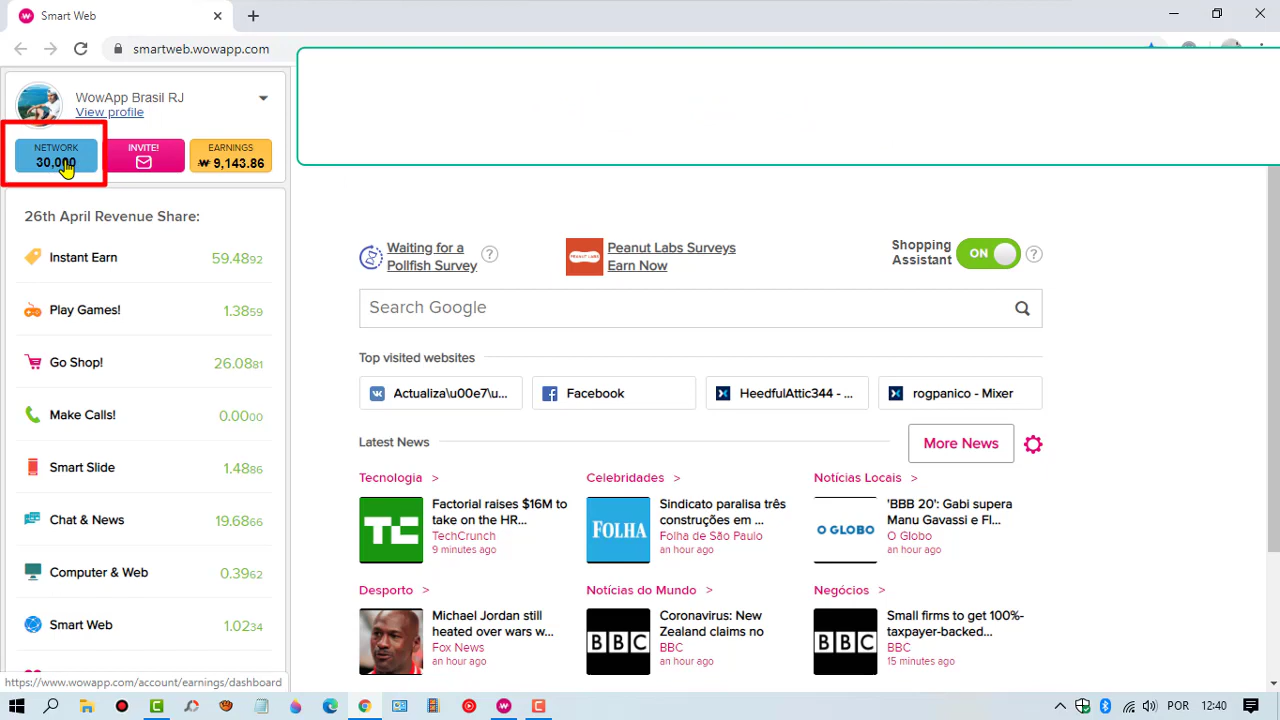 Smart Web
smartweb.wowapp.com
WowApp Brasil RJ
View profile
NETWORK
30,000
INVITE!
EARNINGS
₩ 9,143.86
26th April Revenue Share:
Instant Earn 59.4892
Play Games! 1.3859
Go Shop! 26.0881
Make Calls! 0.0000
Smart Slide 1.4886
Chat & News 19.6866
Computer & Web 0.3962
Smart Web 1.0234
https://www.wowapp.com/account/earnings/dashboard
Waiting for a
Pollfish Survey
?
PEANUT LABS
Peanut Labs Surveys
Earn Now
Shopping
Assistant
ON
?
Search Google
Top visited websites
Actualiza\u00e7\u...
Facebook
HeedfulAttic344 - ...
rogpanico - Mixer
Latest News
More News
Tecnologia >
TC
Factorial raises $16M to
take on the HR...
TechCrunch
9 minutes ago
Celebridades >
FOLHA
Sindicato paralisa três
construções em ...
Folha de São Paulo
an hour ago
Notícias Locais >
O GLOBO
'BBB 20': Gabi supera
Manu Gavassi e Fl...
O Globo
an hour ago
Desporto >
Michael Jordan still
heated over wars w...
Fox News
an hour ago
Notícias do Mundo >
BBC
Coronavirus: New
Zealand claims no
BBC
an hour ago
Negócios >
BBC
Small firms to get 100%-
taxpayer-backed...
BBC
15 minutes ago
POR 12:40